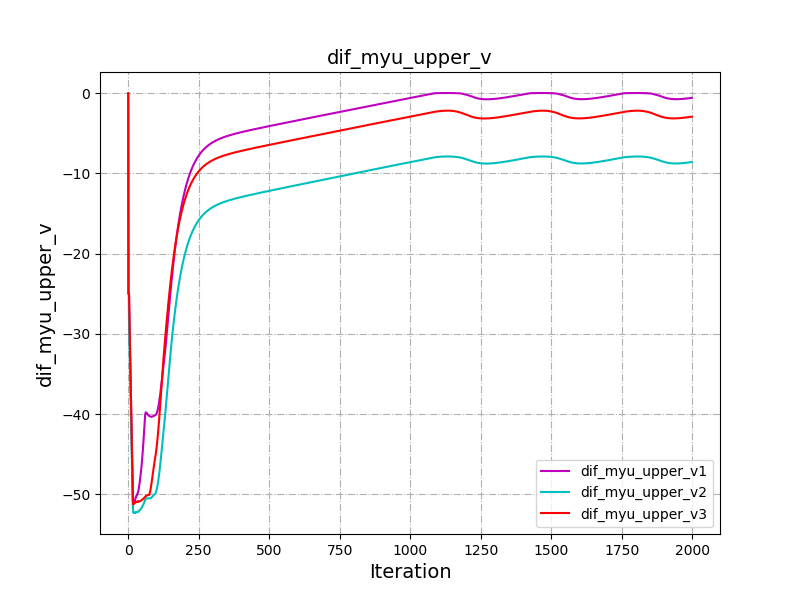 dif_myu_upper_v
dif_myu_upper_v
0
−10
−20
−30
−40
−50
0
250
500
750
1000
1250
1500
1750
2000
Iteration
dif_myu_upper_v1
dif_myu_upper_v2
dif_myu_upper_v3